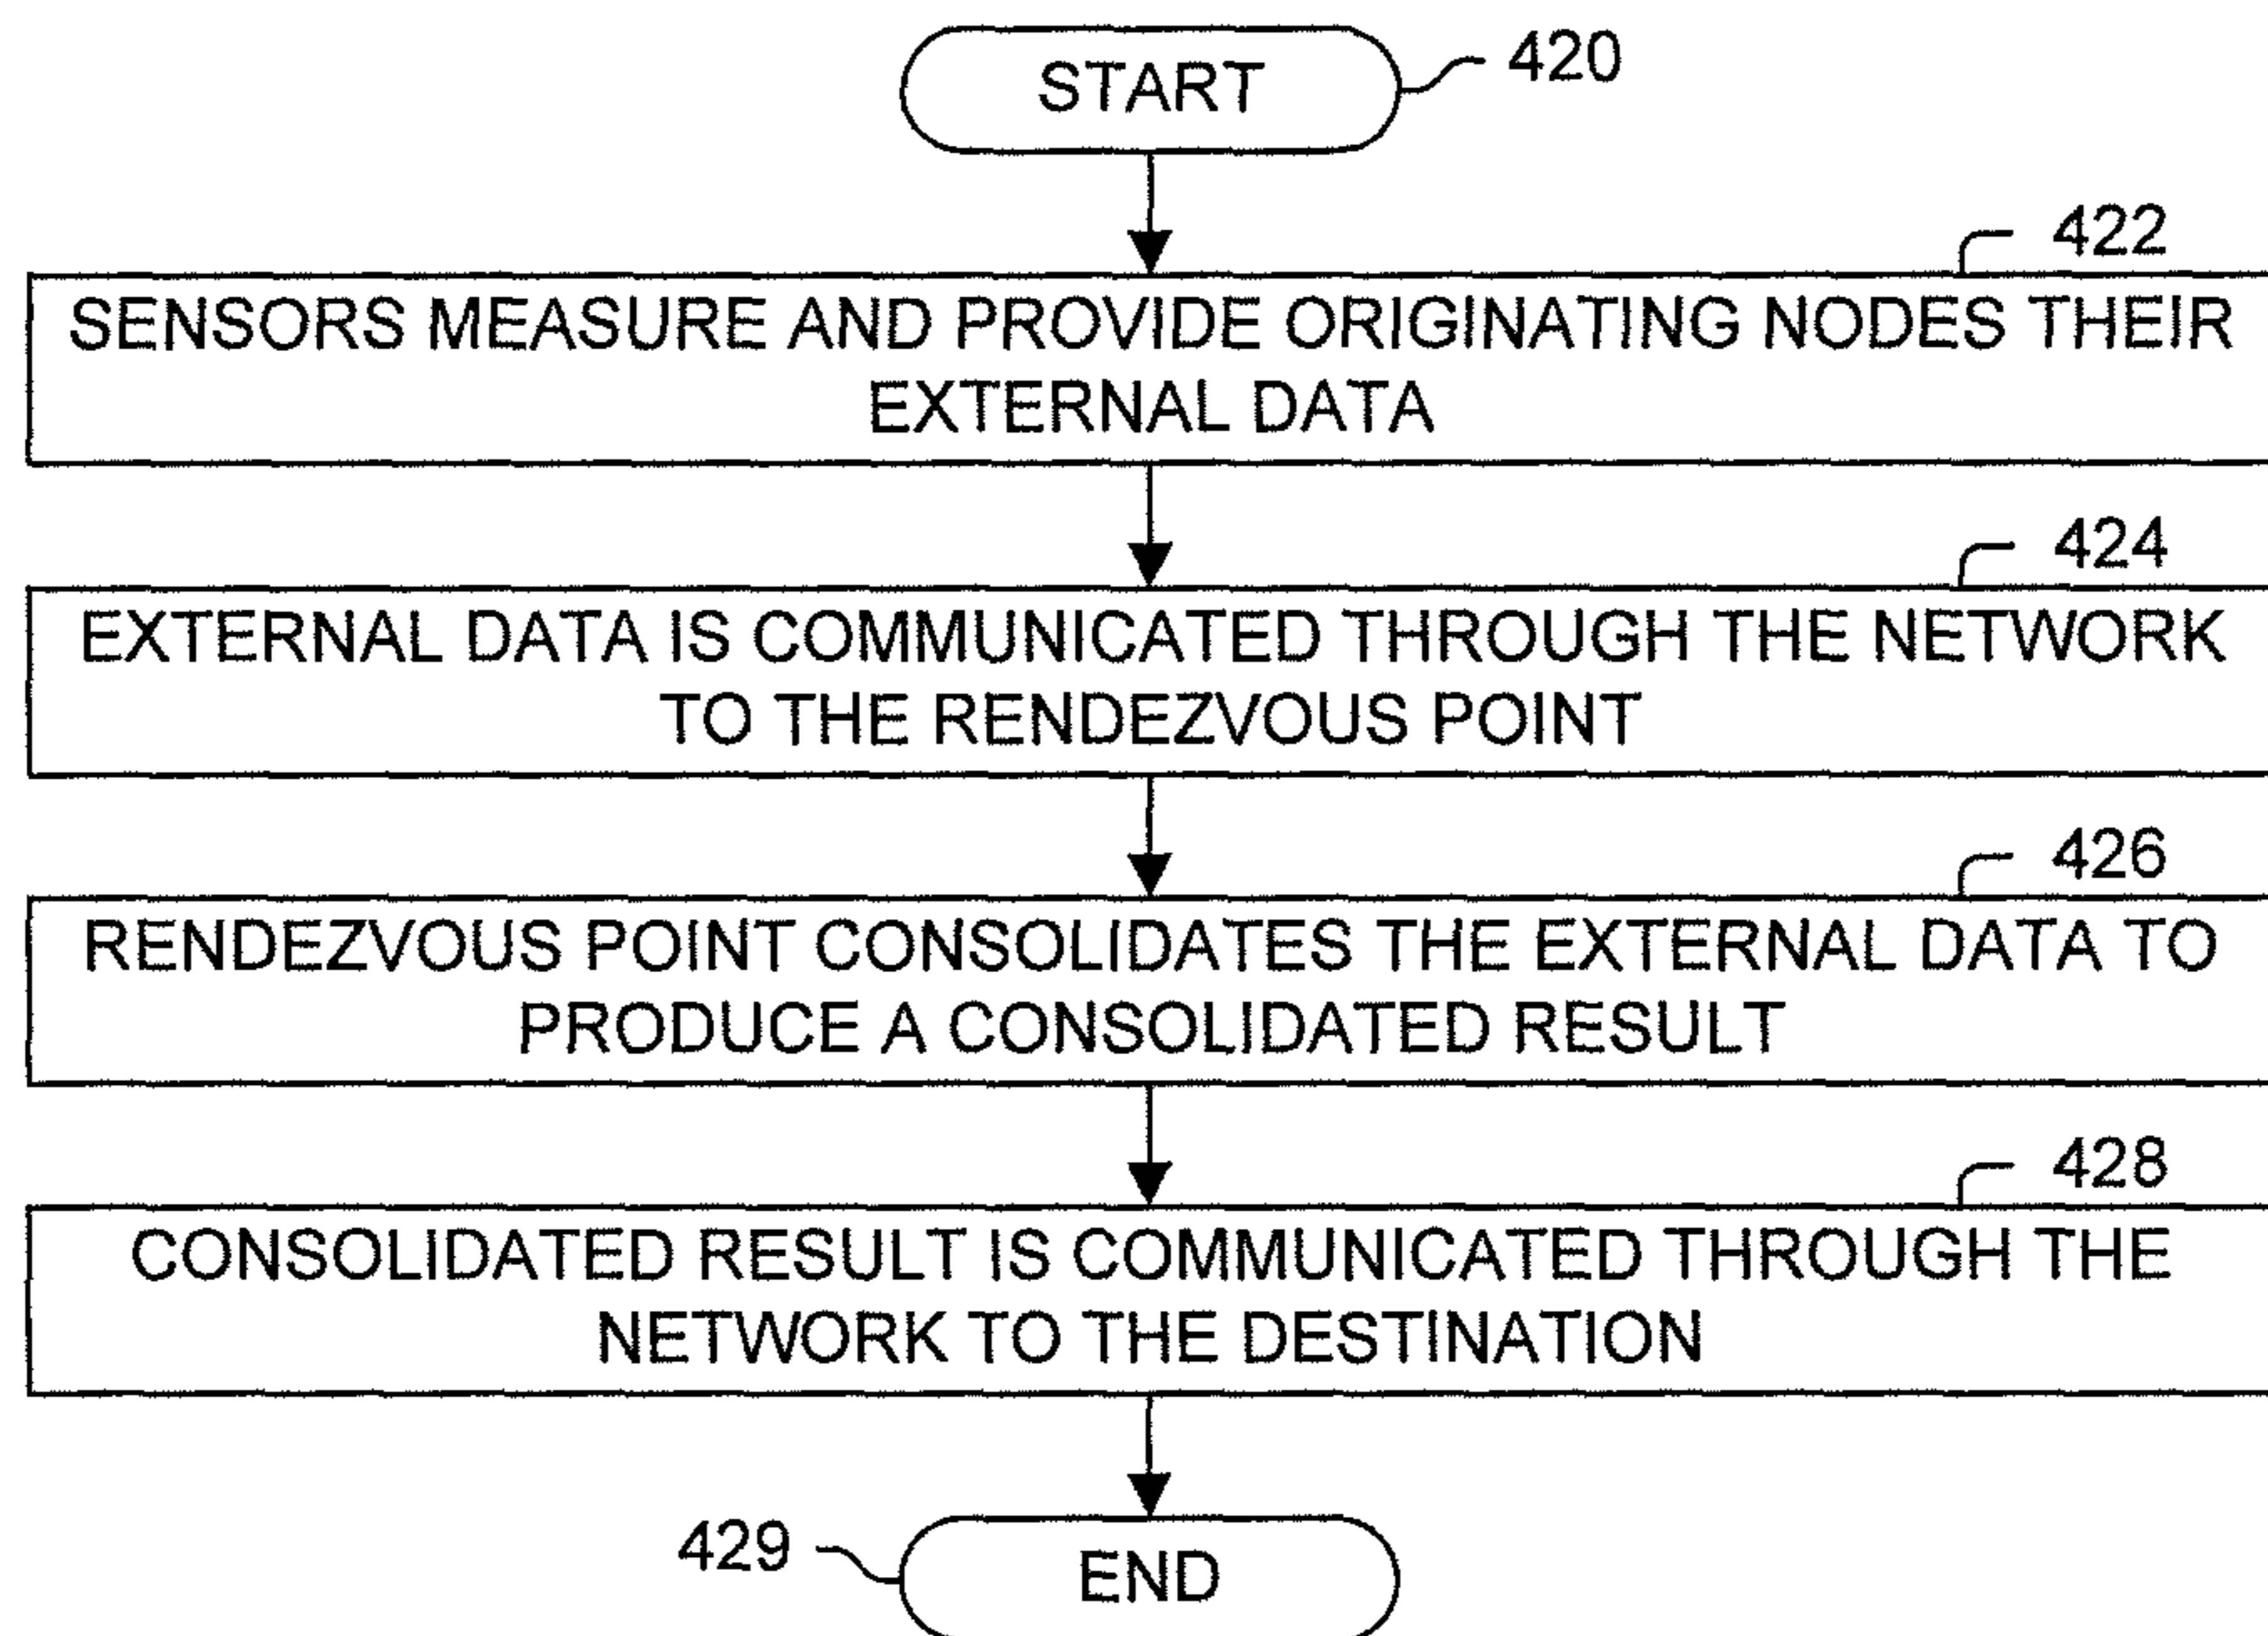 START
420
422
SENSORS MEASURE AND PROVIDE ORIGINATING NODES THEIR
EXTERNAL DATA
424
EXTERNAL DATA IS COMMUNICATED THROUGH THE NETWORK
TO THE RENDEZVOUS POINT
426
RENDEZVOUS POINT CONSOLIDATES THE EXTERNAL DATA TO
PRODUCE A CONSOLIDATED RESULT
428
CONSOLIDATED RESULT IS COMMUNICATED THROUGH THE
NETWORK TO THE DESTINATION
429
END